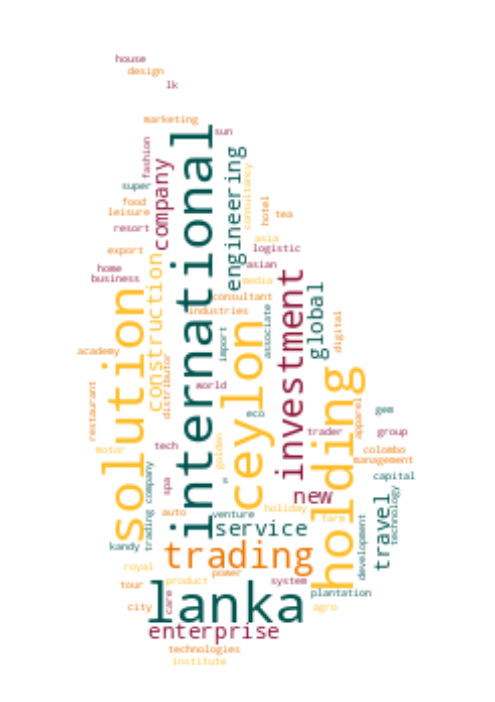 house
design
lk
marketing
sun
fashion
international
engineering
company
consultancy
super
food
leisure
hotel
tea
resort
asia
logistic
export
construction
asian
home
business
media
investment
solution
consultant
global
industries
associate
digital
ceylon
import
academy
distributor
holding
world
restaurant
apparel
eco
gem
trader
group
golden
tech
motor
colombo
management
company
spa
s
capital
new
travel
technology
trading
auto
venture
holiday
farm
service
development
kandy
trading
royal
power
tour
product
system
lanka
plantation
care
city
agro
enterprise
technologies
institute